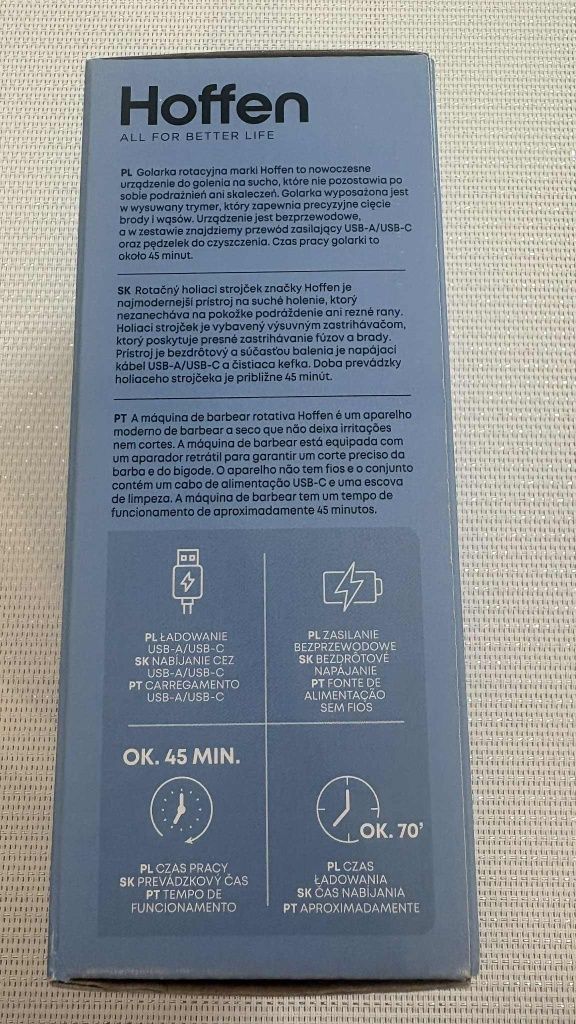 Hoffen
ALL FOR BETTER LIFE
PL Golarka rotacyjna marki Hoffen to nowoczesne
urządzenie do golenia na sucho, które nie pozostawia po
sobie podrażnień ani skaleczeń. Golarka wyposażona jest
w wysuwany trymer, który zapewnia precyzyjne cięcie
brody i wąsów. Urządzenie jest bezprzewodowe,
a w zestawie znajdziemy przewód zasilający USB-A/USB-C
oraz pędzelek do czyszczenia. Czas pracy golarki to
około 45 minut.
SK Rotačný holiaci strojček značky Hoffen je
najmodernejší prístroj na suché holenie, ktorý
nezanecháva na pokožke podráždenie ani rezné rany.
Holiaci strojček je vybavený výsuvným zastrihávačom,
ktorý poskytuje presné zastrihávanie fúzov a brady.
Prístroj je bezdrôtový a súčasťou balenia je napájací
kábel USB-A/USB-C a čistiaca kefka. Doba prevádzky
holiaceho strojčeka je približne 45 minút.
PT A máquina de barbear rotativa Hoffen é um aparelho
moderno de barbear a seco que não deixa irritações
nem cortes. A máquina de barbear está equipada com
um aparador retrátil para garantir um corte preciso da
barba e do bigode. O aparelho não tem fios e o conjunto
contém um cabo de alimentação USB-C e uma escova
de limpeza. A máquina de barbear tem um tempo de
funcionamento de aproximadamente 45 minutos.
PL ŁADOWANIE
USB-A/USB-C
SK NABÍJANIE CEZ
USB-A/USB-C
PT CARREGAMENTO
USB-A/USB-C
PL ZASILANIE
BEZPRZEWODOWE
SK BEZDRÔTOVÉ
NAPÁJANIE
PT FONTE DE
ALIMENTAÇÃO
SEM FIOS
OK. 45 MIN.
PL CZAS PRACY
SK PREVÁDZKOVÝ ČAS
PT TEMPO DE
FUNCIONAMENTO
OK. 70'
PL CZAS
ŁADOWANIA
SK ČAS NABÍJANIA
PT APROXIMADAMENTE